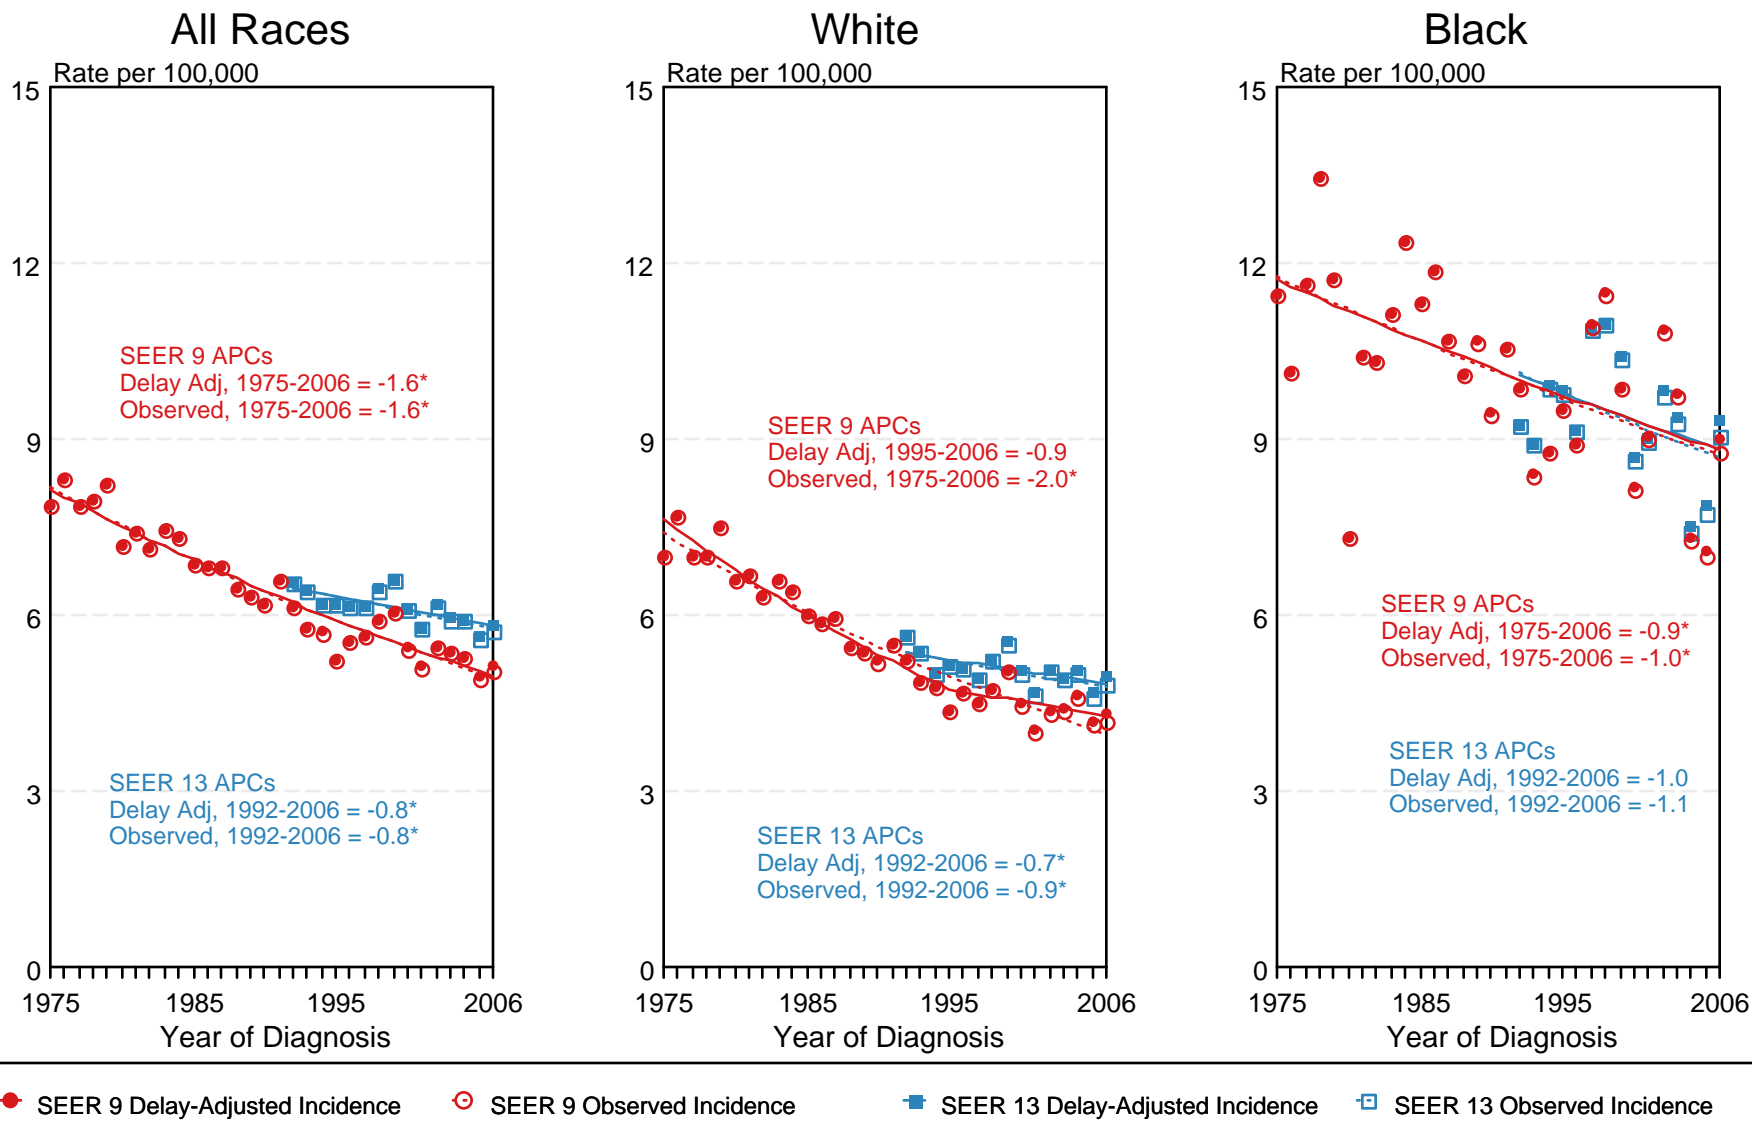 All Races
Rate per 100,000
15
12
9
6
3
0
SEER 9 APCs
Delay Adj, 1975-2006 = -1.6*
Observed, 1975-2006 = -1.6*
SEER 13 APCs
Delay Adj, 1992-2006 = -0.8*
Observed, 1992-2006 = -0.8*
1975 1985 1995 2006
Year of Diagnosis
White
Rate per 100,000
15
12
9
6
3
0
SEER 9 APCs
Delay Adj, 1995-2006 = -0.9
Observed, 1975-2006 = -2.0*
SEER 13 APCs
Delay Adj, 1992-2006 = -0.7*
Observed, 1992-2006 = -0.9*
1975 1985 1995 2006
Year of Diagnosis
Black
Rate per 100,000
15
12
9
6
3
0
SEER 9 APCs
Delay Adj, 1975-2006 = -0.9*
Observed, 1975-2006 = -1.0*
SEER 13 APCs
Delay Adj, 1992-2006 = -1.0
Observed, 1992-2006 = -1.1
1975 1985 1995 2006
Year of Diagnosis
SEER 9 Delay-Adjusted Incidence
SEER 9 Observed Incidence
SEER 13 Delay-Adjusted Incidence
SEER 13 Observed Incidence